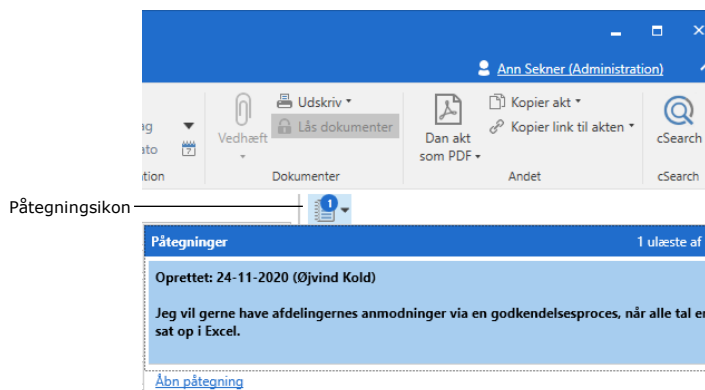 Ann Sekner (Administration)
Udskriv
Lås dokumenter
Vedhæft
Kopier akt
Kopier link til akten
Dan akt
som PDF
cSearch
Dokumenter
Andet
cSearch
Påtegningsikon
1
Påtegninger
1 ulæste af
Oprettet: 24-11-2020 (Øjvind Kold)
Jeg vil gerne have afdelingernes anmodninger via en godkendelsesproces, når alle tal er
sat op i Excel.
Åbn påtegning